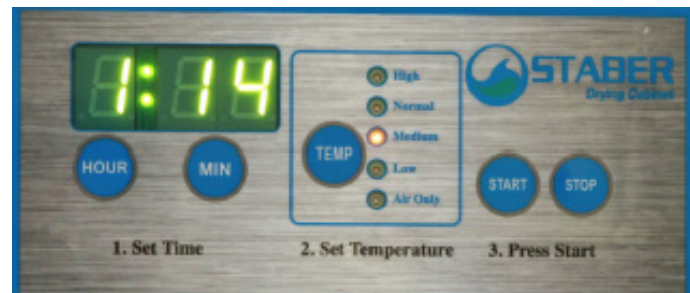 1:14
High
Normal
Medium
Low
Air Only
STABER
Drying Cabinet
HOUR
MIN
TEMP
START
STOP
1. Set Time
2. Set Temperature
3. Press Start